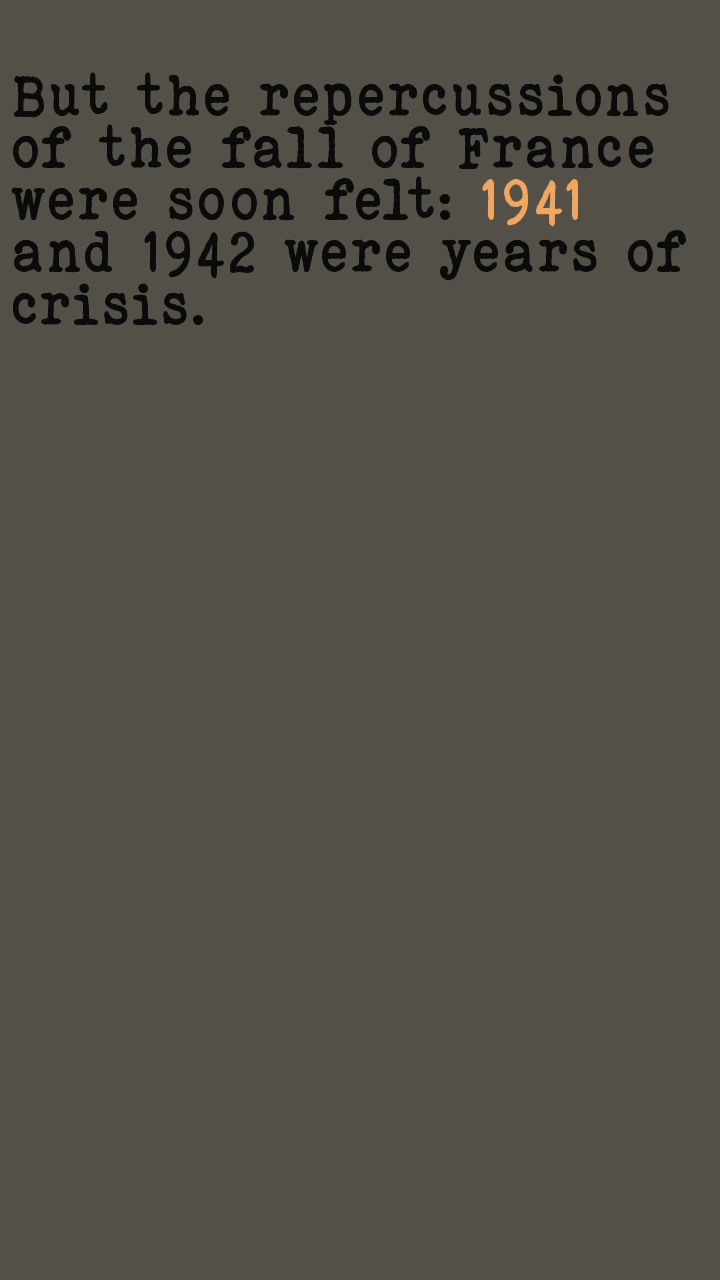 But the repercussions
of the fall of France
were soon felt: 1941
and 1942 were years of
crisis.